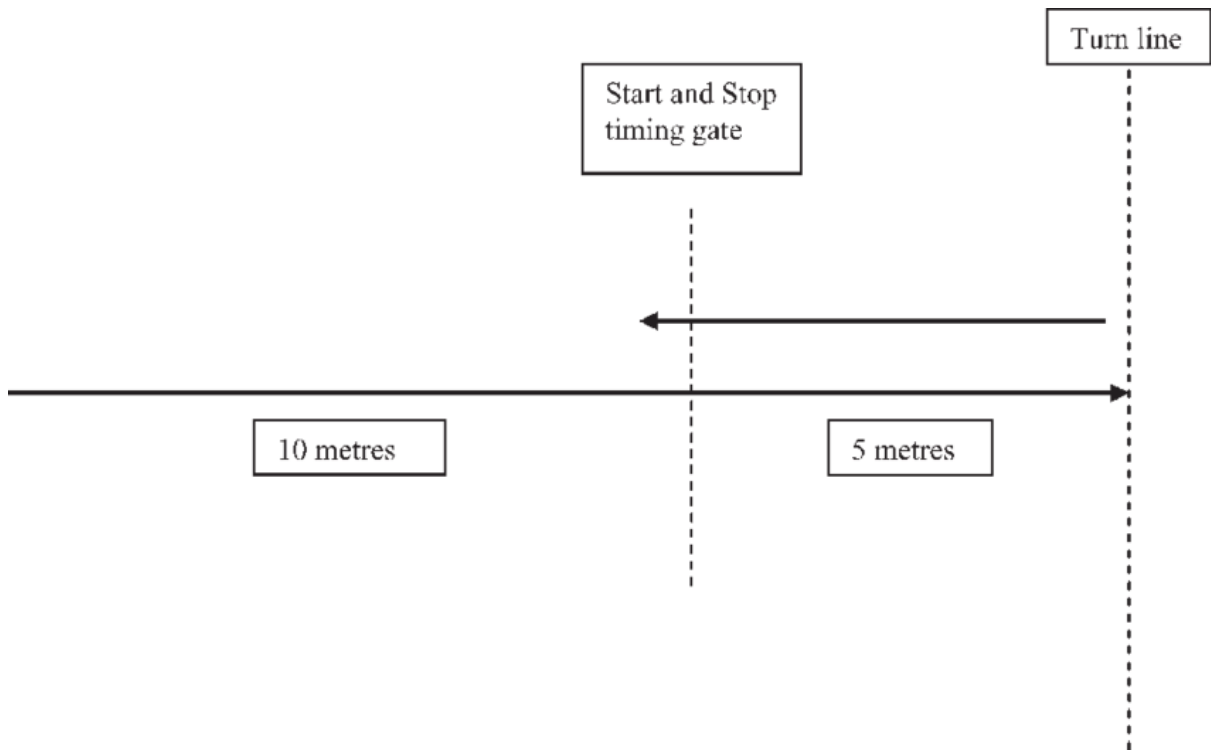 Turn line
Start and Stop
timing gate
10 metres
5 metres